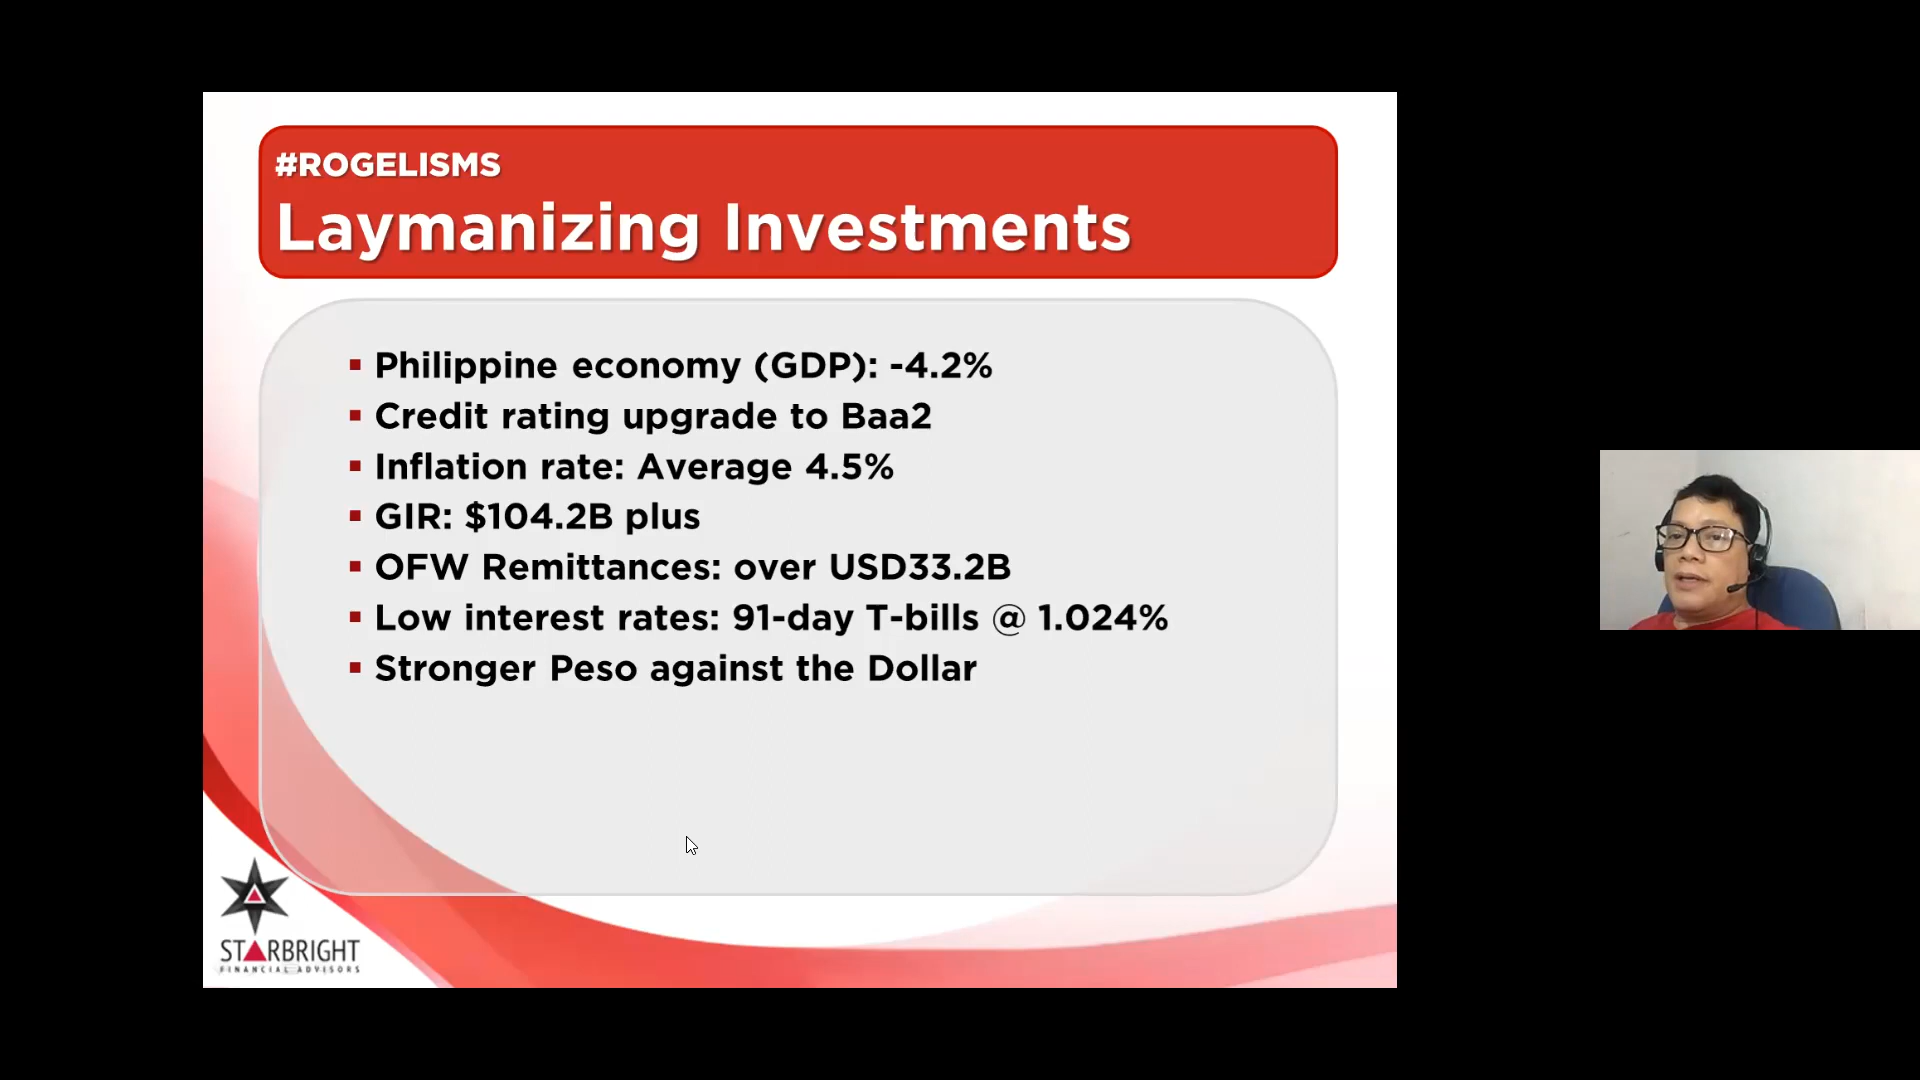 #ROGELISMS
Laymanizing Investments
▪ Philippine economy (GDP): -4.2%
▪ Credit rating upgrade to Baa2
▪ Inflation rate: Average 4.5%
▪ GIR: $104.2B plus
▪ OFW Remittances: over USD33.2B
▪ Low interest rates: 91-day T-bills @ 1.024%
▪ Stronger Peso against the Dollar
STARBRIGHT
FINANCIAL ADVISORS